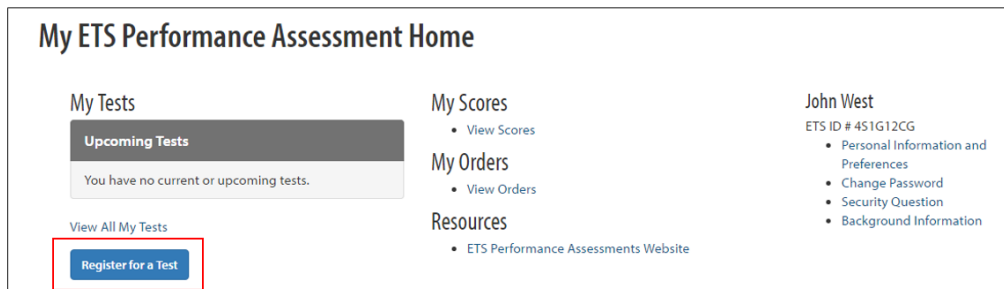 My ETS Performance Assessment Home
My Tests
Upcoming Tests
You have no current or upcoming tests.
View All My Tests
Register for a Test
My Scores
View Scores
My Orders
View Orders
Resources
ETS Performance Assessments Website
John West
ETS ID # 4S1G12CG
Personal Information and
Preferences
Change Password
Security Question
Background Information